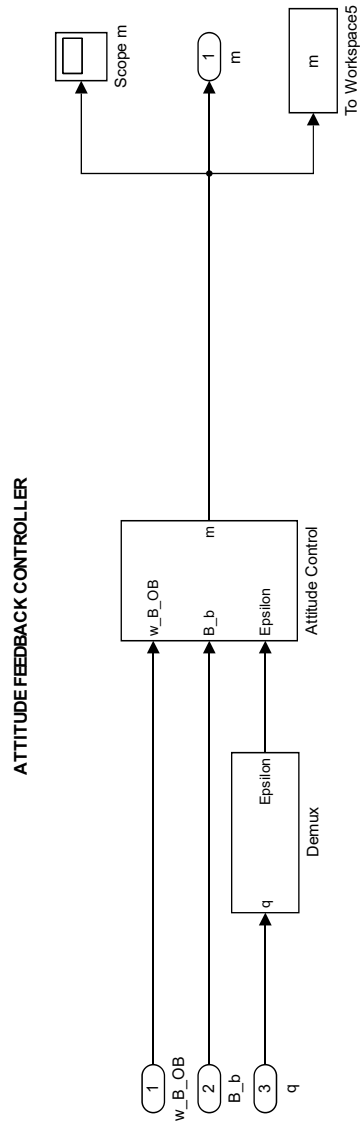 ATTITUDE FEEDBACK CONTROLLER
1
w_B_OB
2
B_b
3
q
q
Epsilon
Demux
w_B_OB
B_b
Epsilon
m
Attitude Control
Scope m
1
m
m
To Workspace5